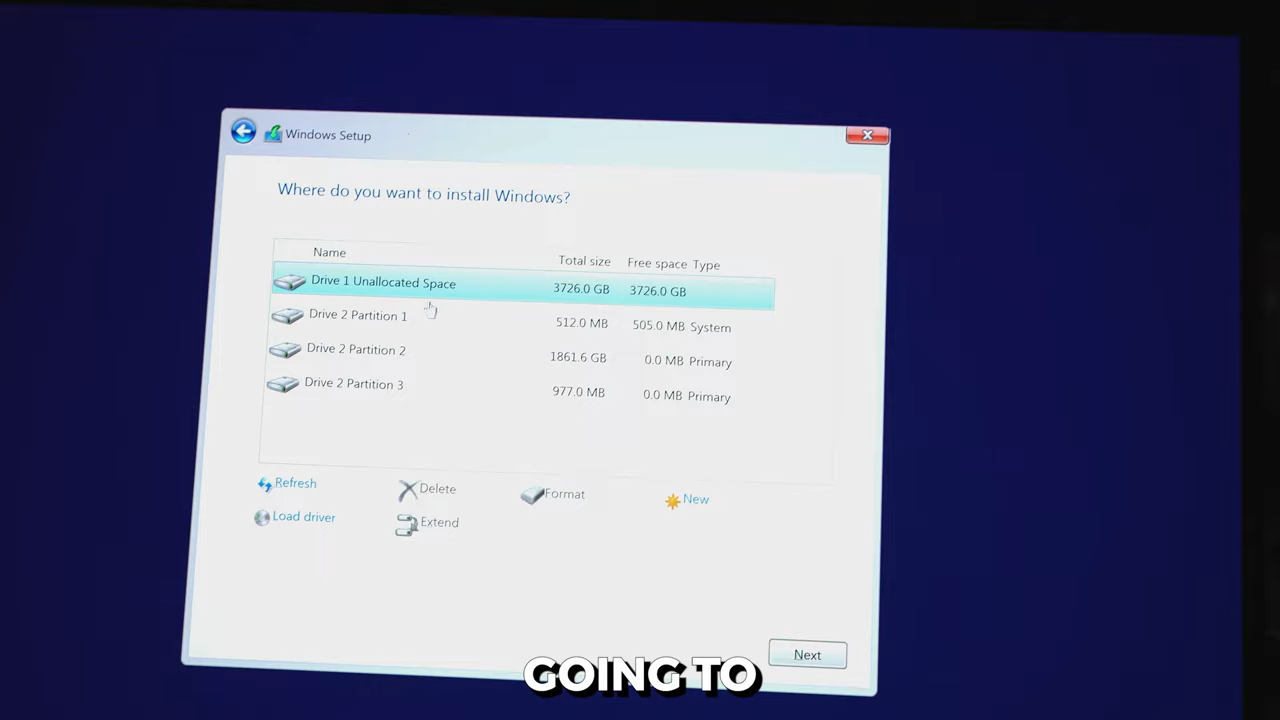 Windows Setup
Where do you want to install Windows?
Name Total size Free space Type
Drive 1 Unallocated Space 3726.0 GB 3726.0 GB
Drive 2 Partition 1 512.0 MB 505.0 MB System
Drive 2 Partition 2 1861.6 GB 0.0 MB Primary
Drive 2 Partition 3 977.0 MB 0.0 MB Primary
Refresh Delete Format New
Load driver Extend
Next
GOING TO